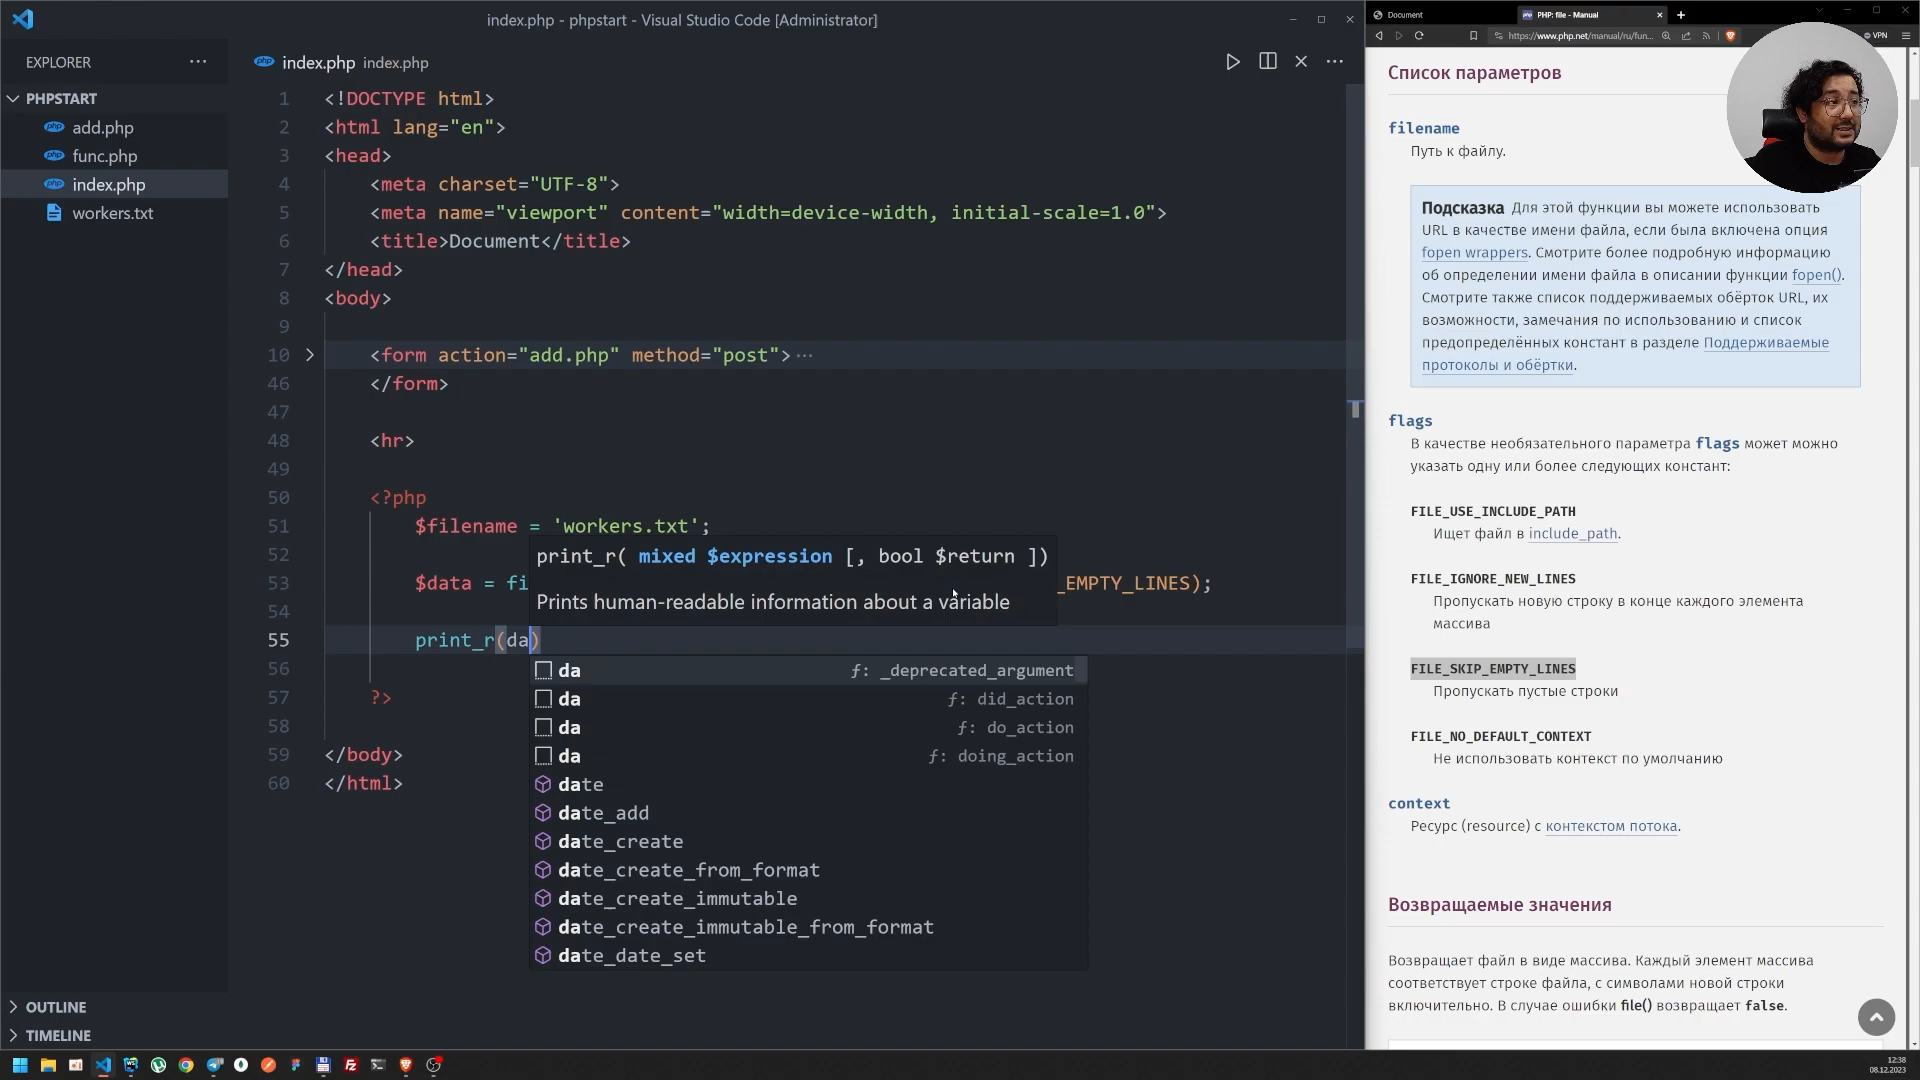 index.php - phpstart - Visual Studio Code [Administrator]
EXPLORER
PHPSTART
add.php
func.php
index.php
workers.txt
OUTLINE
TIMELINE
index.php index.php
1 <!DOCTYPE html>
2 <html lang="en">
3 <head>
4 <meta charset="UTF-8">
5 <meta name="viewport" content="width=device-width, initial-scale=1.0">
6 <title>Document</title>
7 </head>
8 <body>
9
10 <form action="add.php" method="post"> ···
46 </form>
47
48 <hr>
49
50 <?php
51 $filename = 'workers.txt';
52
53 $data = fi _EMPTY_LINES);
54
55 print_r(da)
56
57 ?>
58
59 </body>
60 </html>
print_r( mixed $expression [, bool $return ])
Prints human-readable information about a variable
da f: _deprecated_argument
da f: did_action
da f: do_action
da f: doing_action
date
date_add
date_create
date_create_from_format
date_create_immutable
date_create_immutable_from_format
date_date_set
Document
PHP: file - Manual
https://www.php.net/manual/ru/fun...
VPN
Список параметров
filename
Путь к файлу.
Подсказка Для этой функции вы можете использовать
URL в качестве имени файла, если была включена опция
fopen wrappers. Смотрите более подробную информацию
об определении имени файла в описании функции fopen().
Смотрите также список поддерживаемых обёрток URL, их
возможности, замечания по использованию и список
предопределённых констант в разделе Поддерживаемые
протоколы и обёртки.
flags
В качестве необязательного параметра flags может можно
указать одну или более следующих констант:
FILE_USE_INCLUDE_PATH
Ищет файл в include_path.
FILE_IGNORE_NEW_LINES
Пропускать новую строку в конце каждого элемента
массива
FILE_SKIP_EMPTY_LINES
Пропускать пустые строки
FILE_NO_DEFAULT_CONTEXT
Не использовать контекст по умолчанию
context
Ресурс (resource) с контекстом потока.
Возвращаемые значения
Возвращает файл в виде массива. Каждый элемент массива
соответствует строке файла, с символами новой строки
включительно. В случае ошибки file() возвращает false.
12:38
08.12.2023